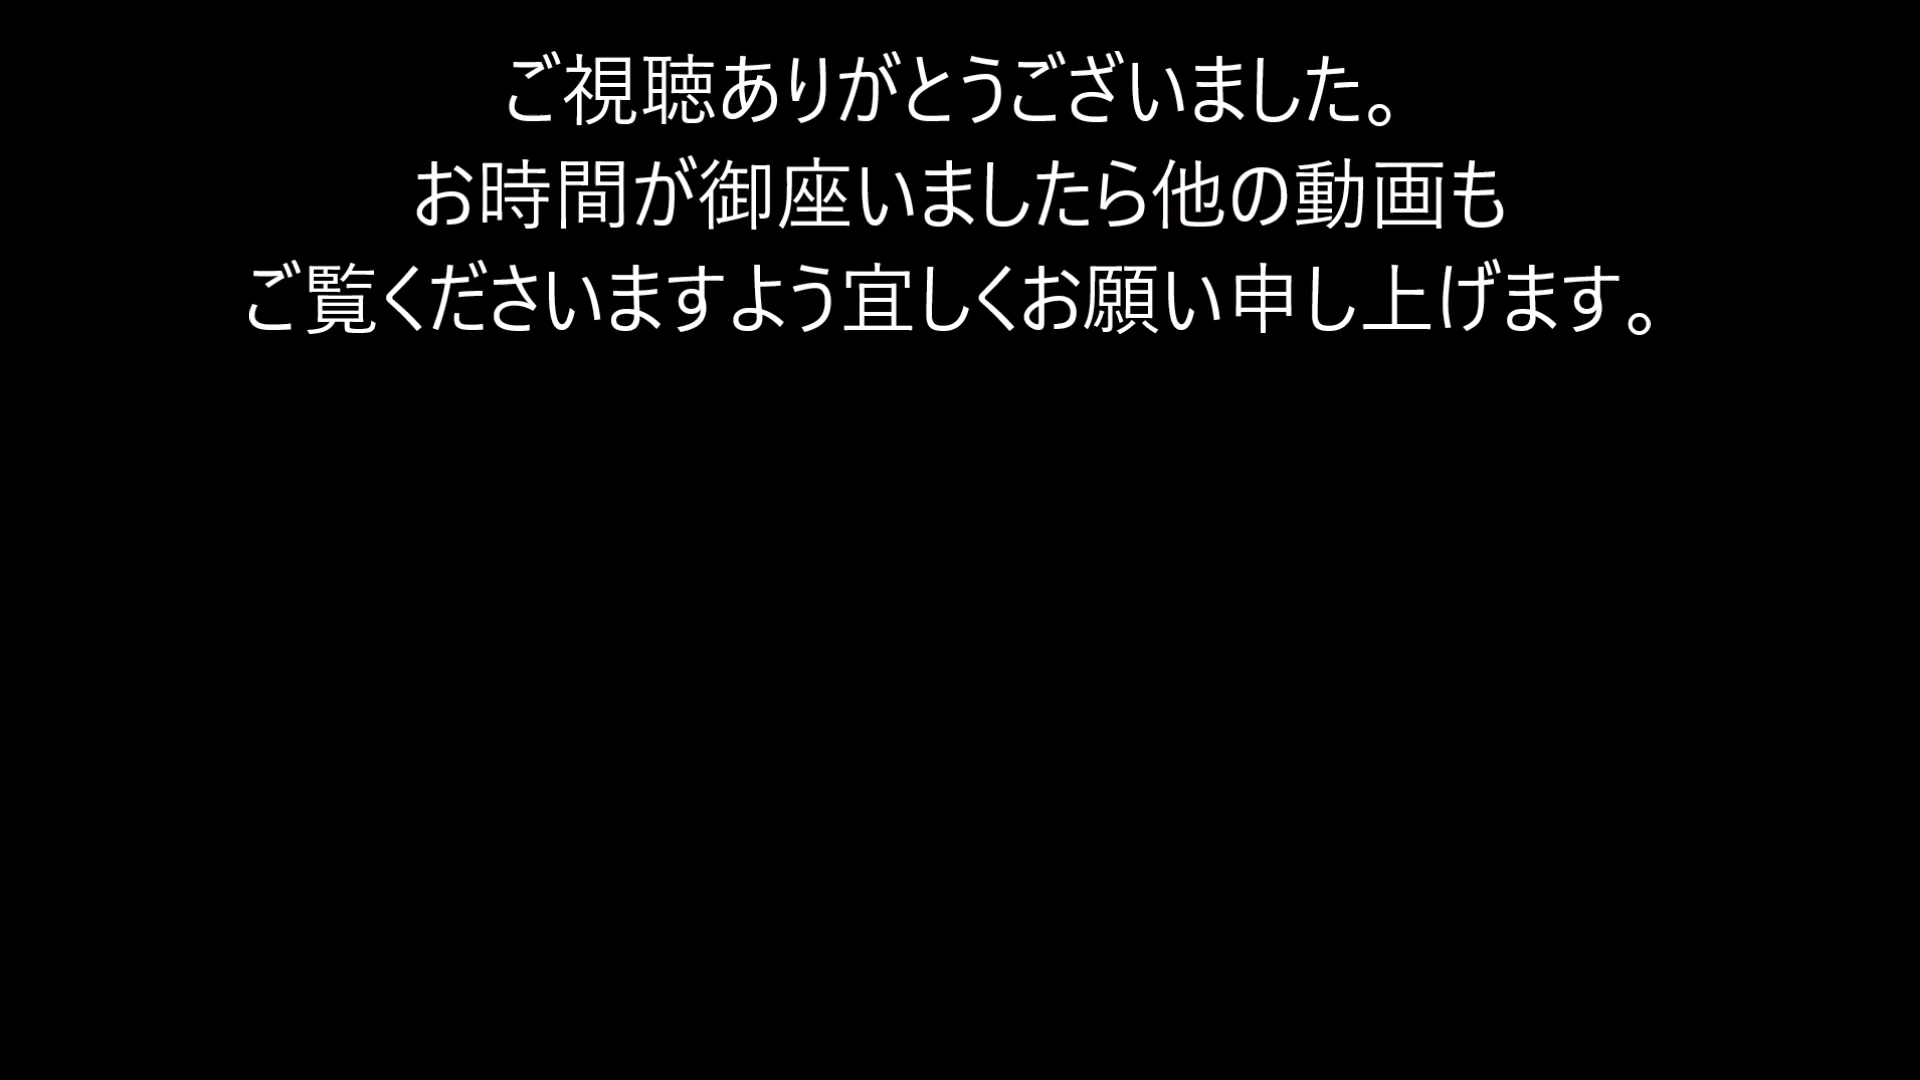 ご視聴ありがとうございました。
お時間が御座いましたら他の動画も
ご覧くださいますよう宜しくお願い申し上げます。